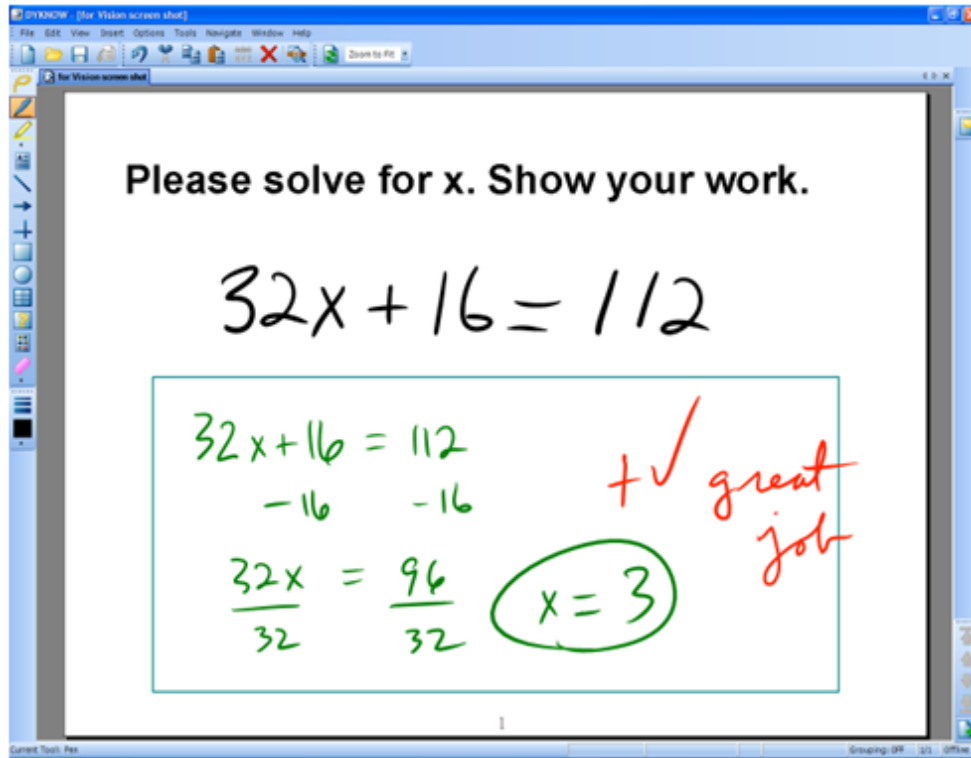 DYKNOW - [for Vision screen shot]
File Edit View Insert Options Tools Navigate Window Help
Zoom to Fit
for Vision screen shot
Please solve for x. Show your work.
32x + 16 = 112
32x + 16 = 112
-16 -16
32x = 96
32 32
x = 3
+✓ great
job
1
Current Tool: Pen
Grouping: Off 1/1 Offline